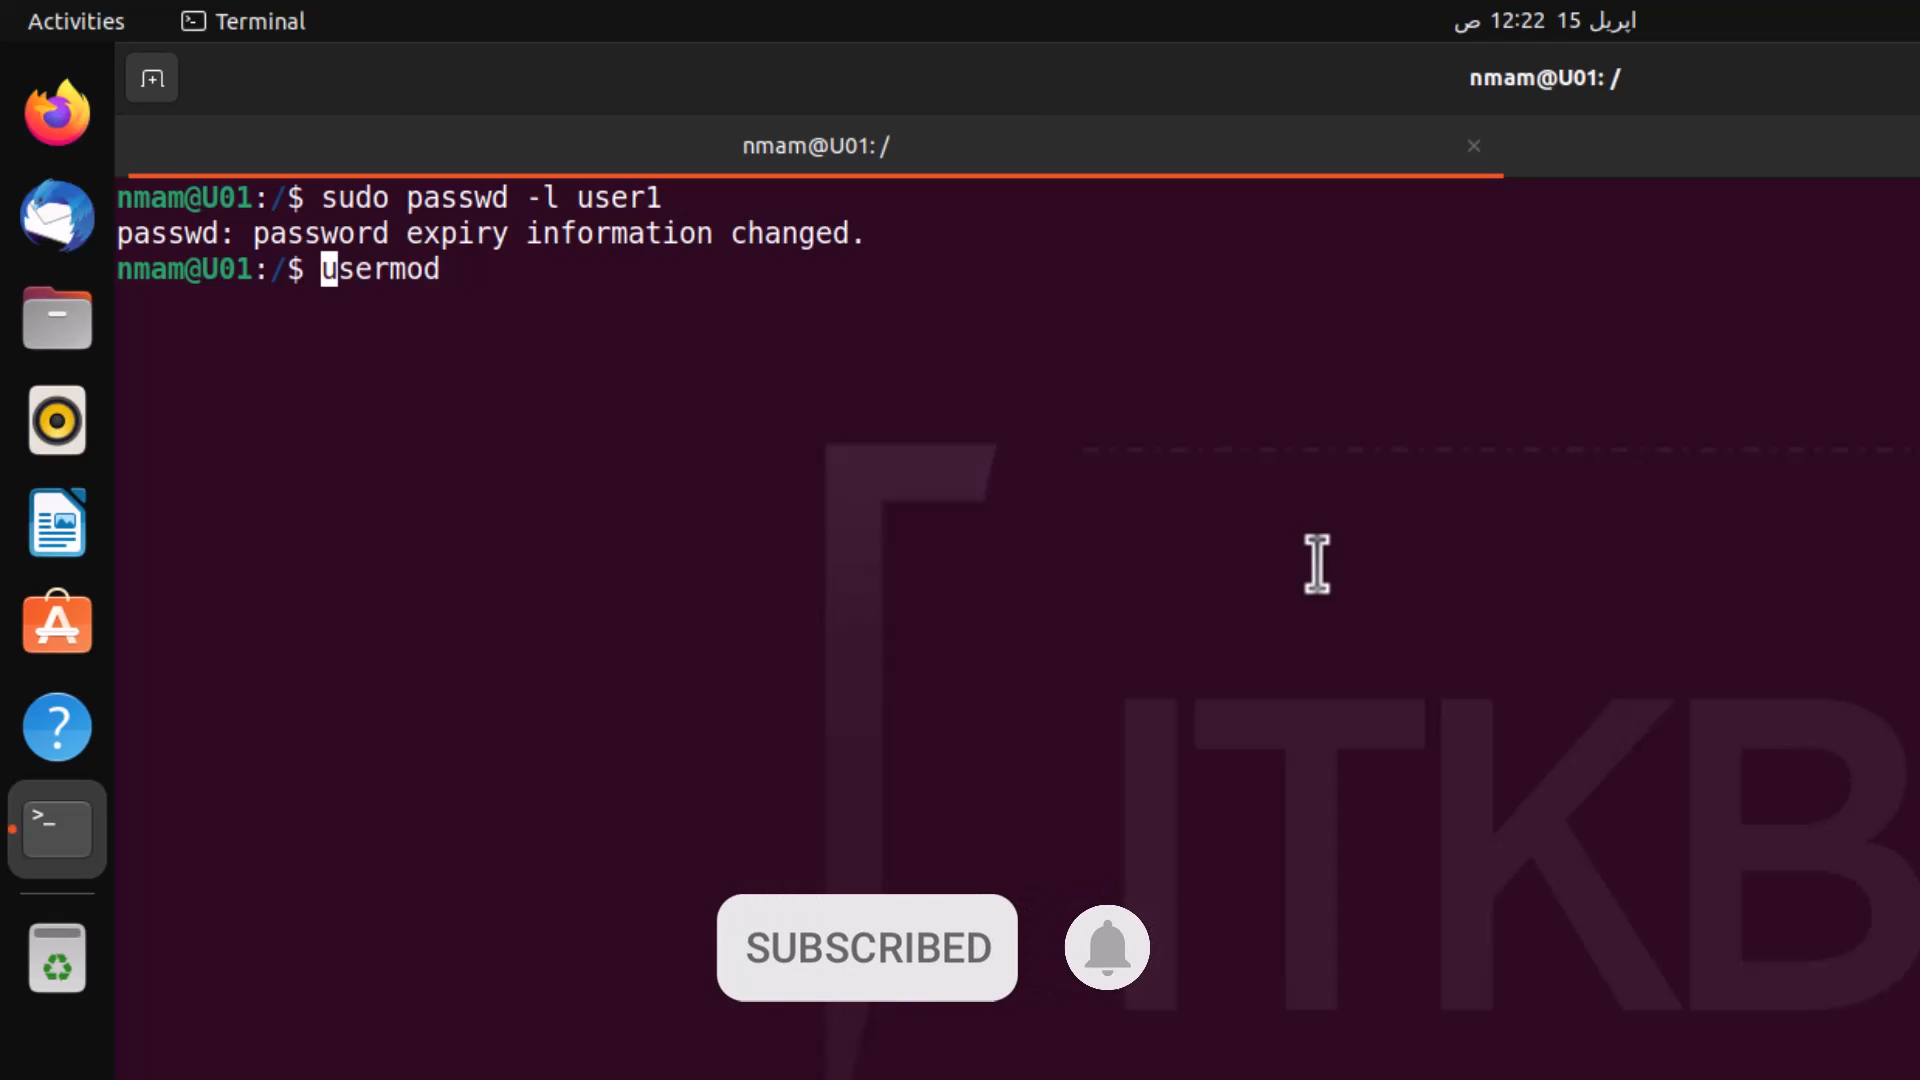 Activities
Terminal
اپریل 15 12:22 ص
nmam@U01: /
nmam@U01: /
nmam@U01:/$ sudo passwd -l user1
passwd: password expiry information changed.
nmam@U01:/$ usermod
ITKB
SUBSCRIBED